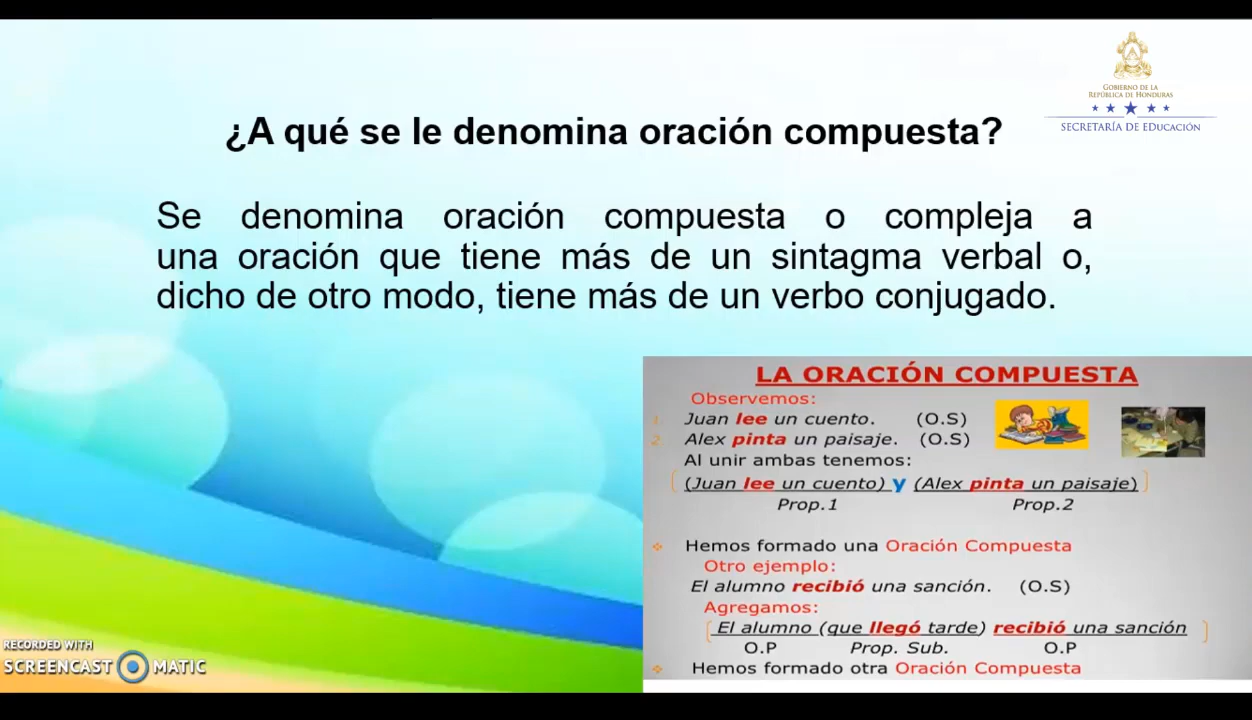 GOBIERNO DE LA
REPÚBLICA DE HONDURAS
SECRETARÍA DE EDUCACIÓN
¿A qué se le denomina oración compuesta?
Se denomina oración compuesta o compleja a
una oración que tiene más de un sintagma verbal o,
dicho de otro modo, tiene más de un verbo conjugado.
LA ORACIÓN COMPUESTA
Observemos:
1. Juan lee un cuento. (O.S)
2. Alex pinta un paisaje. (O.S)
Al unir ambas tenemos:
(Juan lee un cuento) y (Alex pinta un paisaje)
Prop.1 Prop.2
Hemos formado una Oración Compuesta
Otro ejemplo:
El alumno recibió una sanción. (O.S)
Agregamos:
El alumno (que llegó tarde) recibió una sanción
O.P Prop. Sub. O.P
Hemos formado otra Oración Compuesta
RECORDED WITH
SCREENCAST MATIC